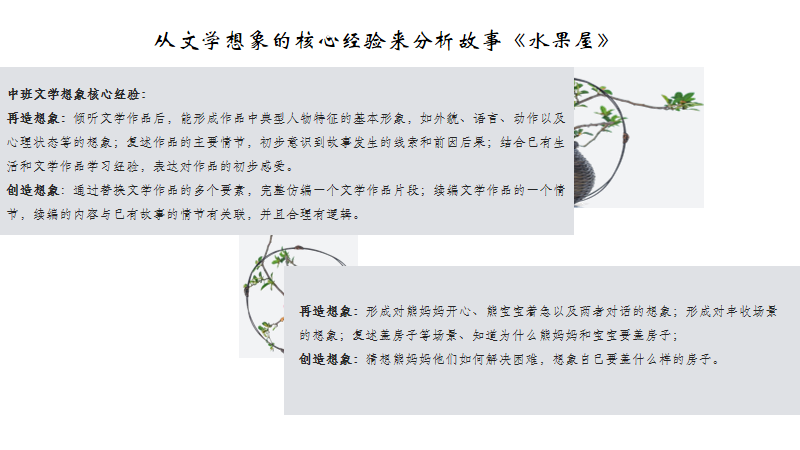 从文学想象的核心经验来分析故事《水果屋》
中班文学想象核心经验：
再造想象：倾听文学作品后，能形成作品中典型人物特征的基本形象，如外貌、语言、动作以及
心理状态等的想象；复述作品的主要情节，初步意识到故事发生的线索和前因后果；结合已有生
活和文学作品学习经验，表达对作品的初步感受。
创造想象：通过替换文学作品的多个要素，完整仿编一个文学作品片段；续编文学作品的一个情
节，续编的内容与已有故事的情节有关联，并且合理有逻辑。
再造想象：形成对熊妈妈开心、熊宝宝着急以及两者对话的想象；形成对丰收场景
的想象；复述盖房子等场景、知道为什么熊妈妈和宝宝要盖房子；
创造想象：猜想熊妈妈他们如何解决困难，想象自己要盖什么样的房子。